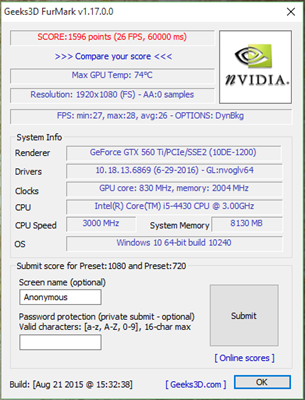 Geeks3D FurMark v1.17.0.0
SCORE:1596 points (26 FPS, 60000 ms)
>>> Compare your score <<<
Max GPU Temp: 74°C
Resolution: 1920x1080 (FS) - AA:0 samples
FPS: min:27, max:28, avg:26 - OPTIONS: DynBkg
nVIDIA.
System Info
Renderer GeForce GTX 560 Ti/PCIe/SSE2 (10DE-1200)
Drivers 10.18.13.6869 (6-29-2016) - GL:nvoglv64
Clocks GPU core: 830 MHz, memory: 2004 MHz
CPU Intel(R) Core(TM) i5-4430 CPU @ 3.00GHz
CPU Speed 3000 MHz System Memory 8130 MB
OS Windows 10 64-bit build 10240
Submit score for Preset:1080 and Preset:720
Screen name (optional)
Anonymous
Password protection (private submit - optional)
Valid characters: [a-z, A-Z, 0-9], 16-char max
Submit
[ Online scores ]
Build: [Aug 21 2015 @ 15:32:38] [ Geeks3D.com ] OK